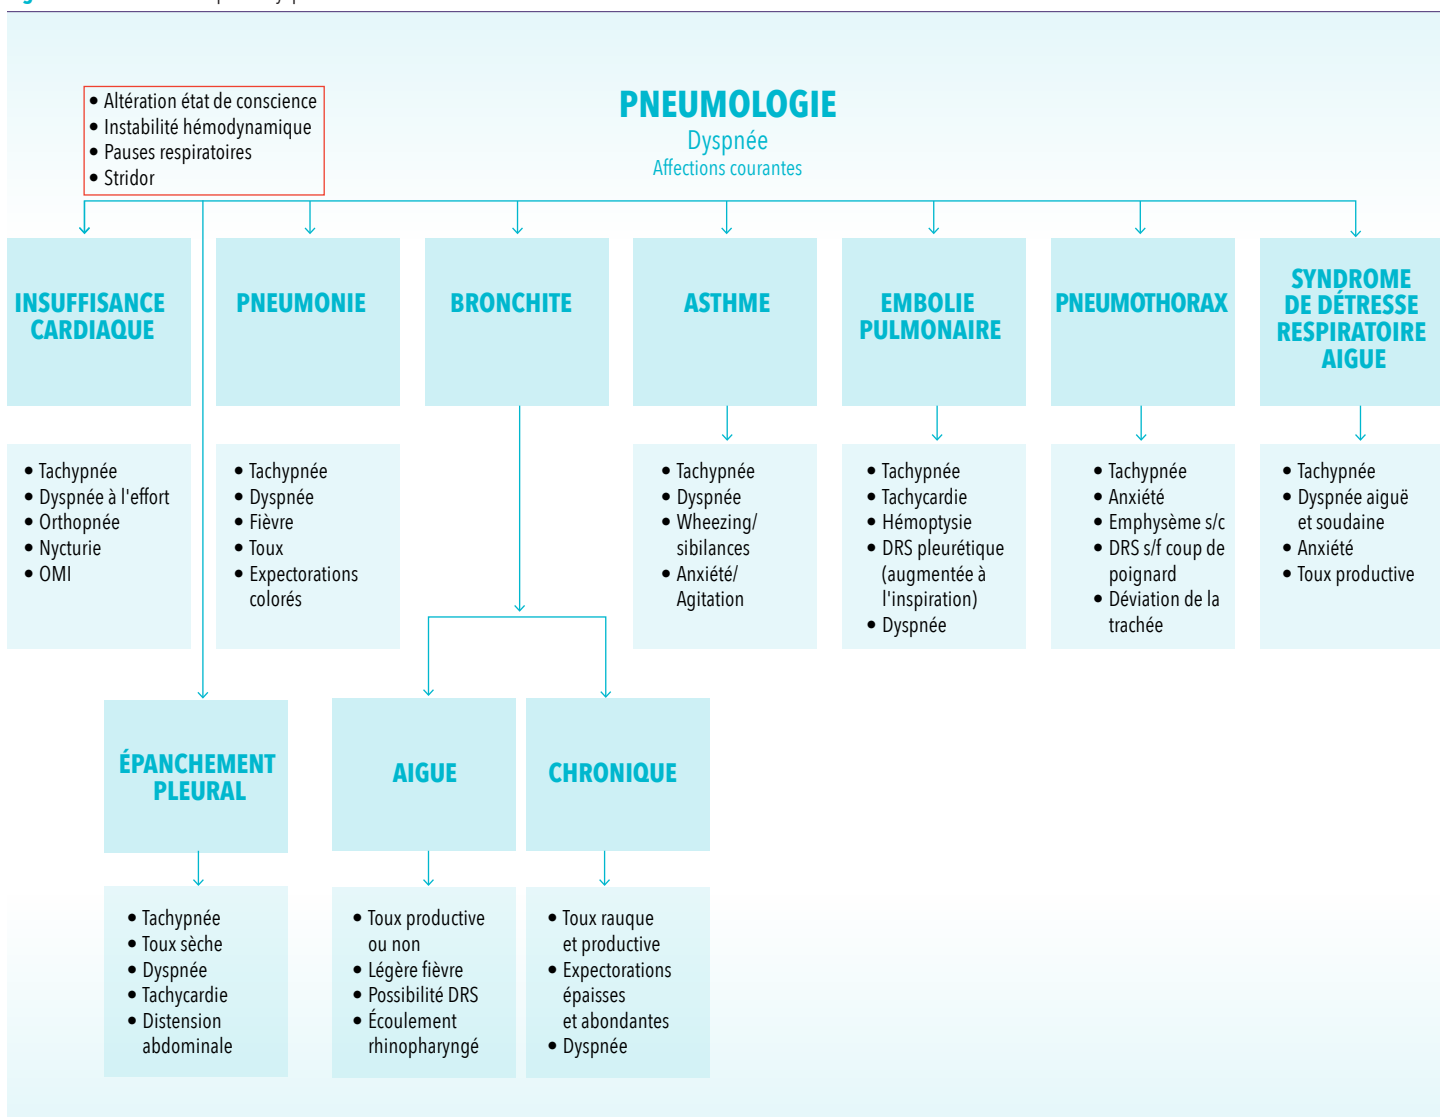 • Altération état de conscience
• Instabilité hémodynamique
• Pauses respiratoires
• Stridor
PNEUMOLOGIE
Dyspnée
Affections courantes
INSUFFISANCE
CARDIAQUE
PNEUMONIE
BRONCHITE
ASTHME
EMBOLIE
PULMONAIRE
PNEUMOTHORAX
SYNDROME
DE DÉTRESSE
RESPIRATOIRE
AIGUE
• Tachypnée
• Dyspnée à l'effort
• Orthopnée
• Nycturie
• OMI
• Tachypnée
• Dyspnée
• Fièvre
• Toux
• Expectorations
colorés
• Tachypnée
• Dyspnée
• Wheezing/
sibilances
• Anxiété/
Agitation
• Tachypnée
• Tachycardie
• Hémoptysie
• DRS pleurétique
(augmentée à
l'inspiration)
• Dyspnée
• Tachypnée
• Anxiété
• Emphysème s/c
• DRS s/f coup de
poignard
• Déviation de la
trachée
• Tachypnée
• Dyspnée aiguë
et soudaine
• Anxiété
• Toux productive
ÉPANCHEMENT
PLEURAL
AIGUE
CHRONIQUE
• Tachypnée
• Toux sèche
• Dyspnée
• Tachycardie
• Distension
abdominale
• Toux productive
ou non
• Légère fièvre
• Possibilité DRS
• Écoulement
rhinopharyngé
• Toux rauque
et productive
• Expectorations
épaisses
et abondantes
• Dyspnée